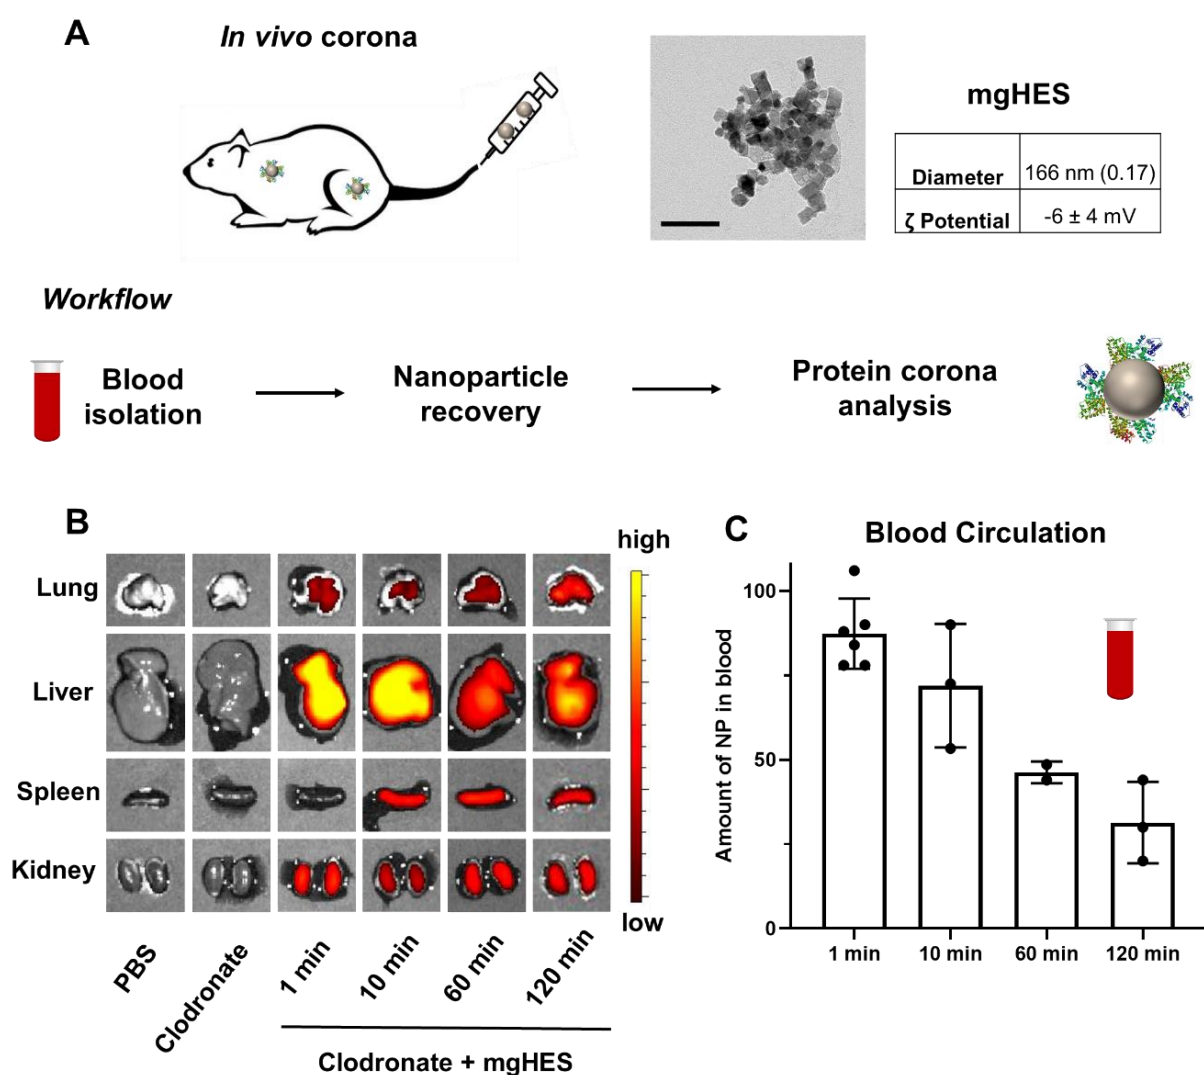 A
In vivo corona
mgHES
Diameter 166 nm (0.17)
ζ Potential -6 ± 4 mV
Workflow
Blood
isolation
Nanoparticle
recovery
Protein corona
analysis
B
high
low
Lung
Liver
Spleen
Kidney
PBS
Clodronate
1 min
10 min
60 min
120 min
Clodronate + mgHES
C
Blood Circulation
Amount of NP in blood
100
50
0
1 min
10 min
60 min
120 min